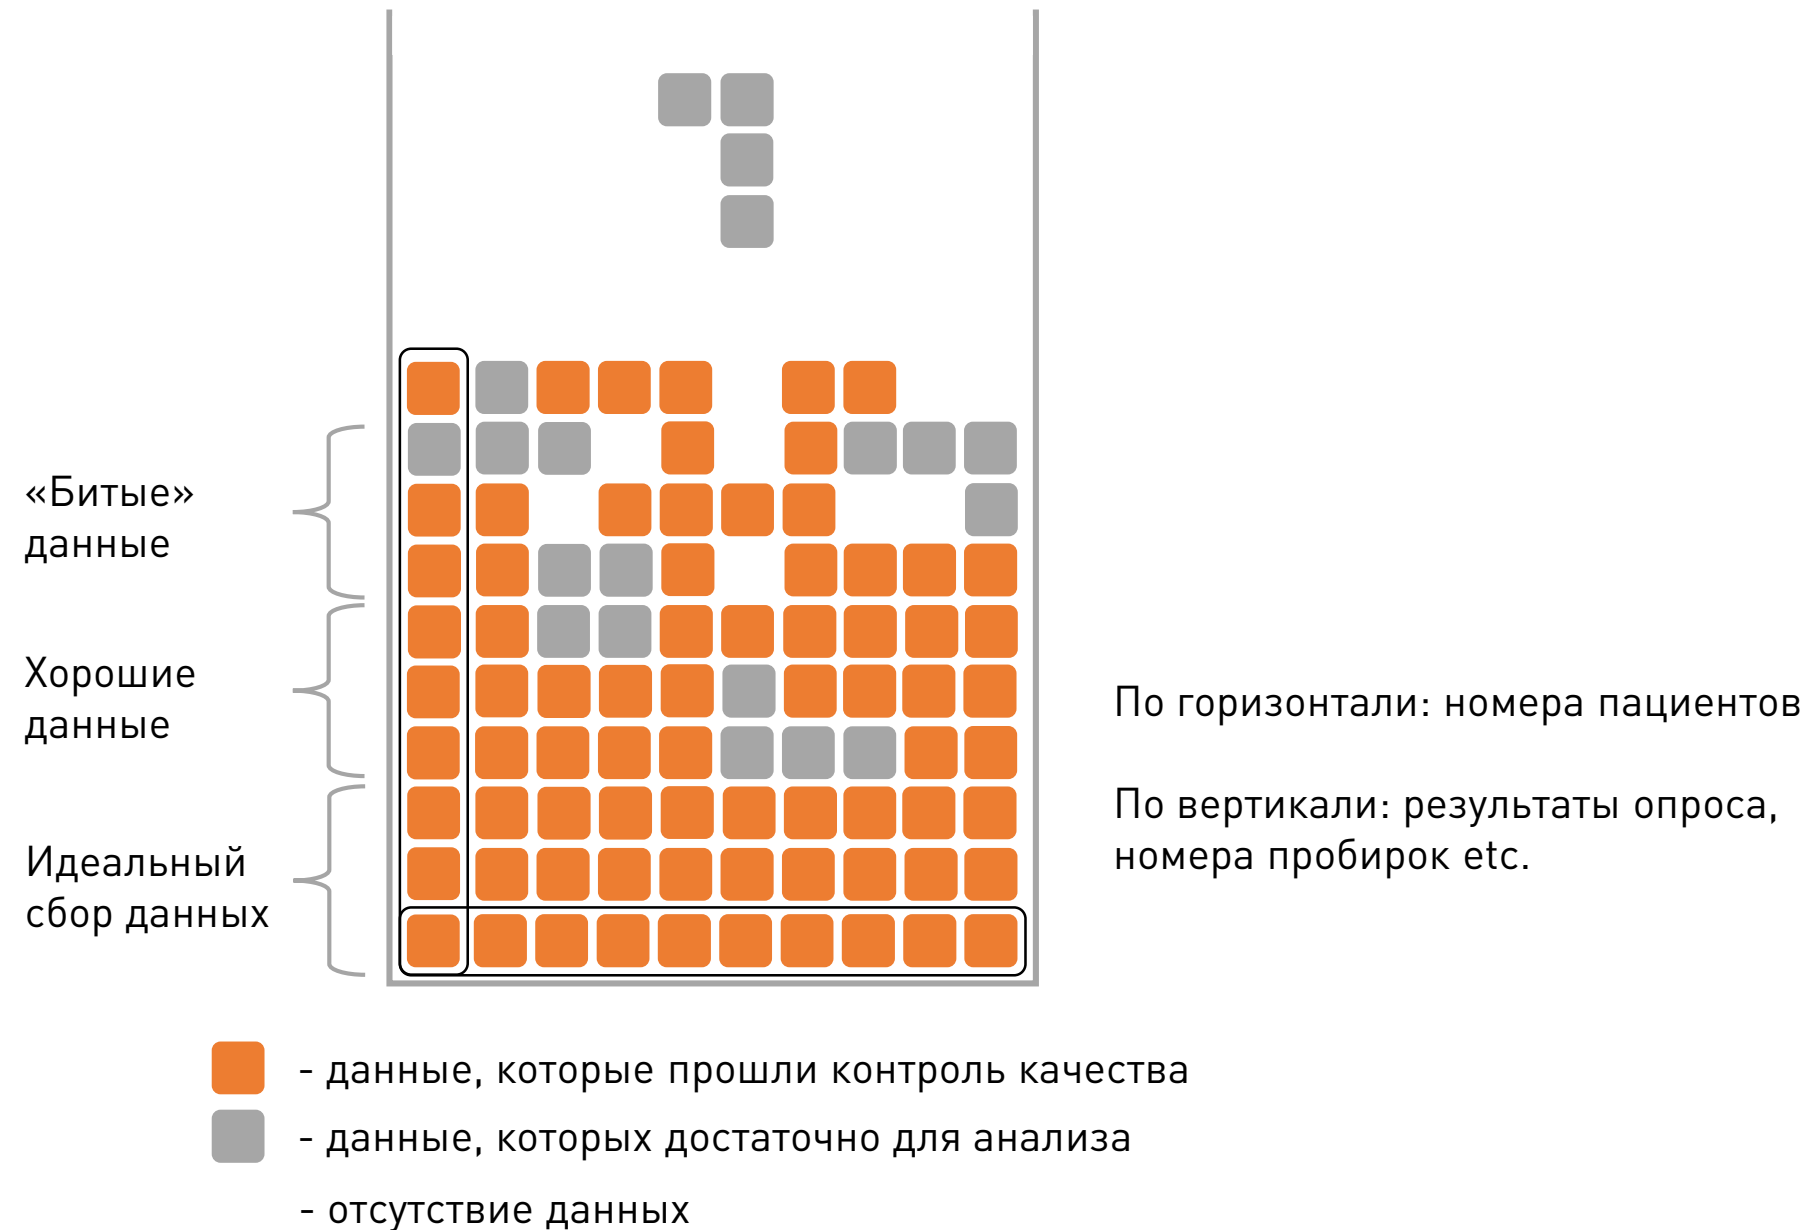 «Битые»
данные
Хорошие
данные
Идеальный
сбор данных
По горизонтали: номера пациентов
По вертикали: результаты опроса,
номера пробирок etc.
- данные, которые прошли контроль качества
- данные, которых достаточно для анализа
- отсутствие данных